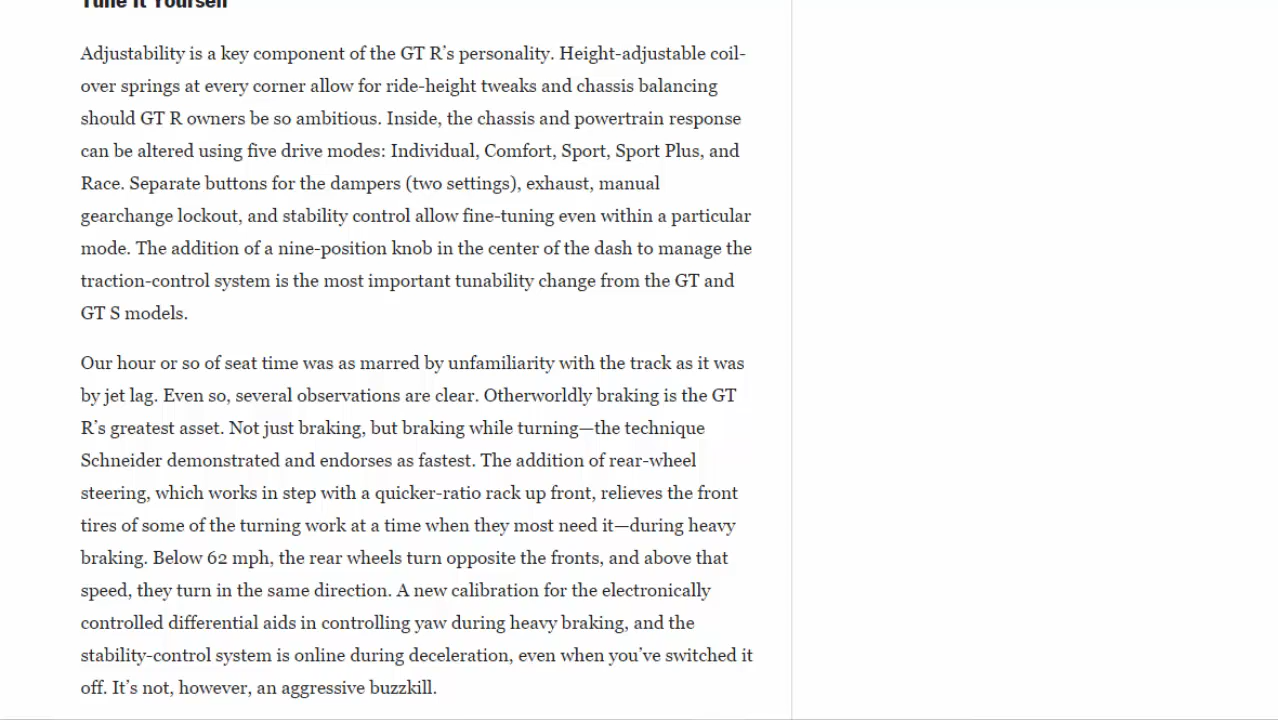 Tune It Yourself
Adjustability is a key component of the GT R’s personality. Height-adjustable coil-
over springs at every corner allow for ride-height tweaks and chassis balancing
should GT R owners be so ambitious. Inside, the chassis and powertrain response
can be altered using five drive modes: Individual, Comfort, Sport, Sport Plus, and
Race. Separate buttons for the dampers (two settings), exhaust, manual
gearchange lockout, and stability control allow fine-tuning even within a particular
mode. The addition of a nine-position knob in the center of the dash to manage the
traction-control system is the most important tunability change from the GT and
GT S models.
Our hour or so of seat time was as marred by unfamiliarity with the track as it was
by jet lag. Even so, several observations are clear. Otherworldly braking is the GT
R’s greatest asset. Not just braking, but braking while turning—the technique
Schneider demonstrated and endorses as fastest. The addition of rear-wheel
steering, which works in step with a quicker-ratio rack up front, relieves the front
tires of some of the turning work at a time when they most need it—during heavy
braking. Below 62 mph, the rear wheels turn opposite the fronts, and above that
speed, they turn in the same direction. A new calibration for the electronically
controlled differential aids in controlling yaw during heavy braking, and the
stability-control system is online during deceleration, even when you’ve switched it
off. It’s not, however, an aggressive buzzkill.